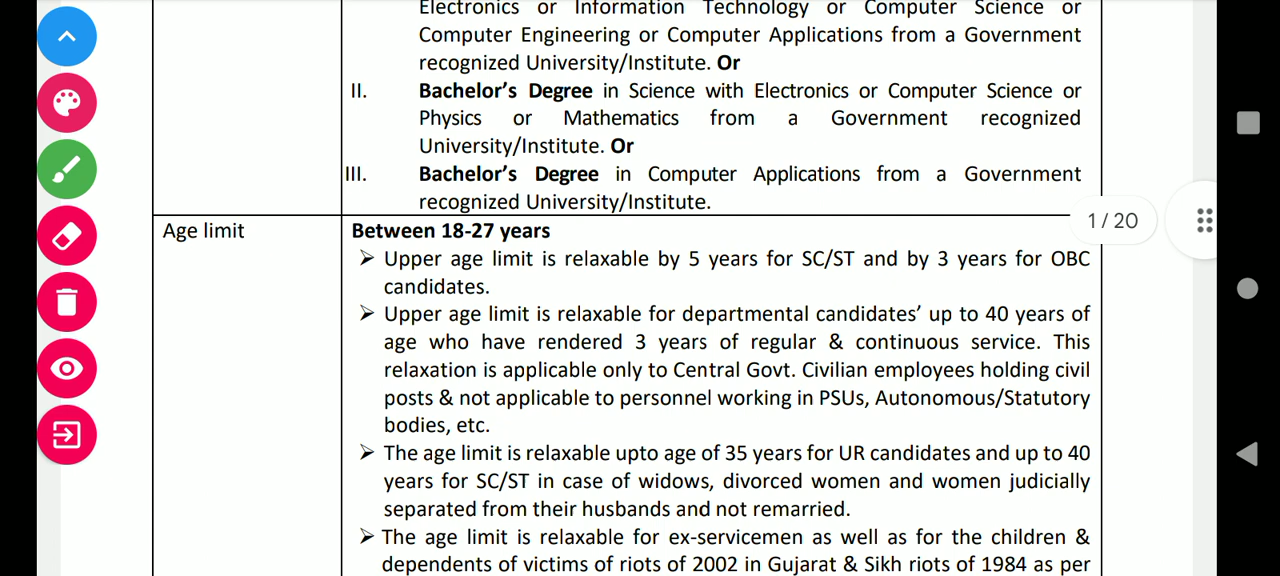 Electronics or Information Technology or Computer Science or
Computer Engineering or Computer Applications from a Government
recognized University/Institute. Or
II. Bachelor's Degree in Science with Electronics or Computer Science or
Physics or Mathematics from a Government recognized
University/Institute. Or
III. Bachelor's Degree in Computer Applications from a Government
recognized University/Institute.
1 / 20
Age limit
Between 18-27 years
➢ Upper age limit is relaxable by 5 years for SC/ST and by 3 years for OBC
candidates.
➢ Upper age limit is relaxable for departmental candidates' up to 40 years of
age who have rendered 3 years of regular & continuous service. This
relaxation is applicable only to Central Govt. Civilian employees holding civil
posts & not applicable to personnel working in PSUs, Autonomous/Statutory
bodies, etc.
➢ The age limit is relaxable upto age of 35 years for UR candidates and up to 40
years for SC/ST in case of widows, divorced women and women judicially
separated from their husbands and not remarried.
➢ The age limit is relaxable for ex-servicemen as well as for the children &
dependents of victims of riots of 2002 in Gujarat & Sikh riots of 1984 as per